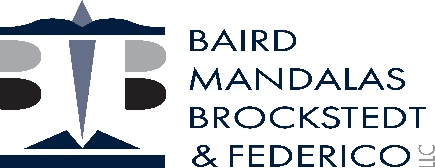 BAIRD
MANDALAS
BROCKSTEDT
& FEDERICO LLC